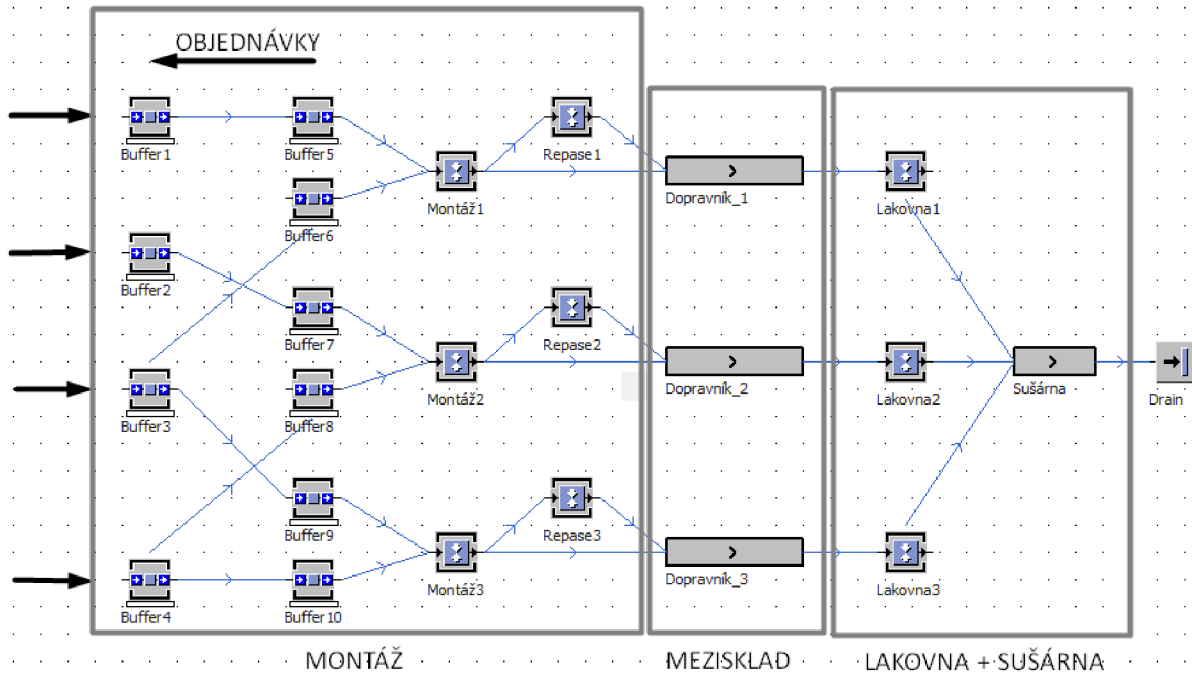 OBJEDNÁVKY
Buffer1
Buffer5
Repase1
Buffer6
Montáž1
Dopravník_1
Lakovna1
Buffer2
Buffer7
Repase2
Buffer3
Buffer8
Montáž2
Dopravník_2
Lakovna2
Sušárna
Drain
Buffer9
Repase3
Buffer4
Buffer10
Montáž3
Dopravník_3
Lakovna3
MONTÁŽ
MEZISKLAD
LAKOVNA + SUŠÁRNA